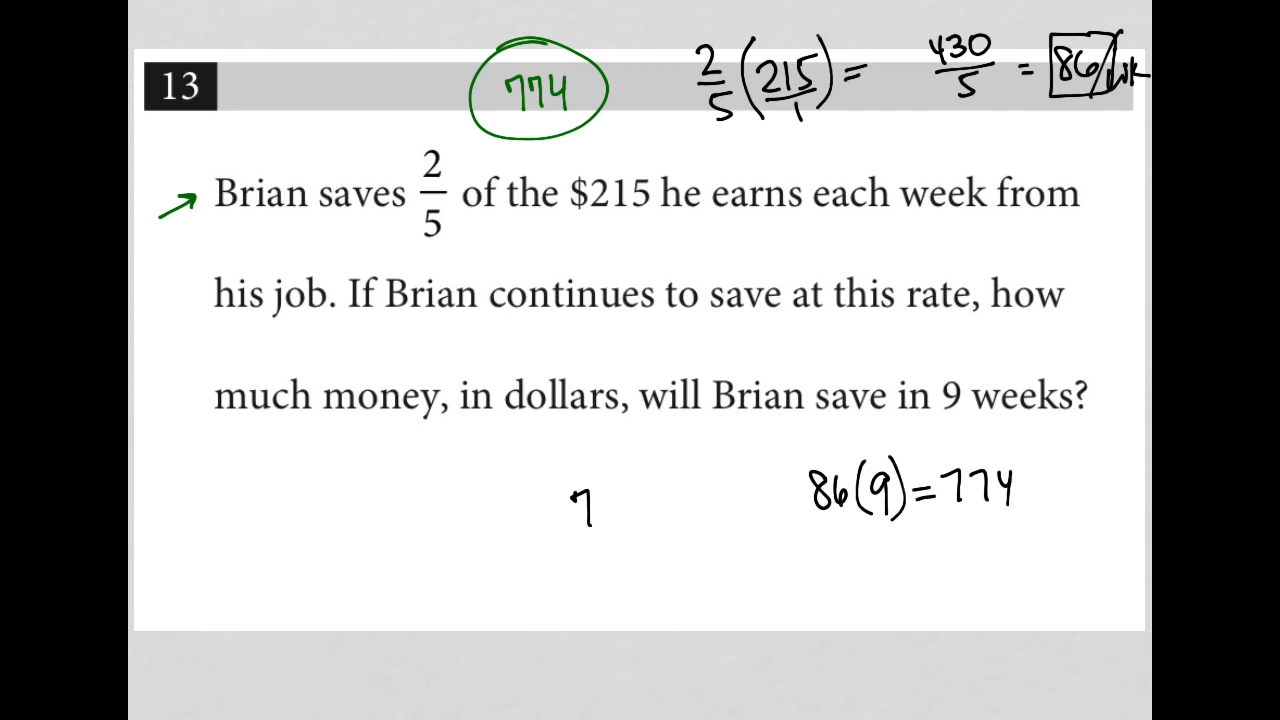 13
774
2/5 (215/1) = 430/5 = 86/wk
Brian saves 2/5 of the $215 he earns each week from
his job. If Brian continues to save at this rate, how
much money, in dollars, will Brian save in 9 weeks?
7
86(9)=774